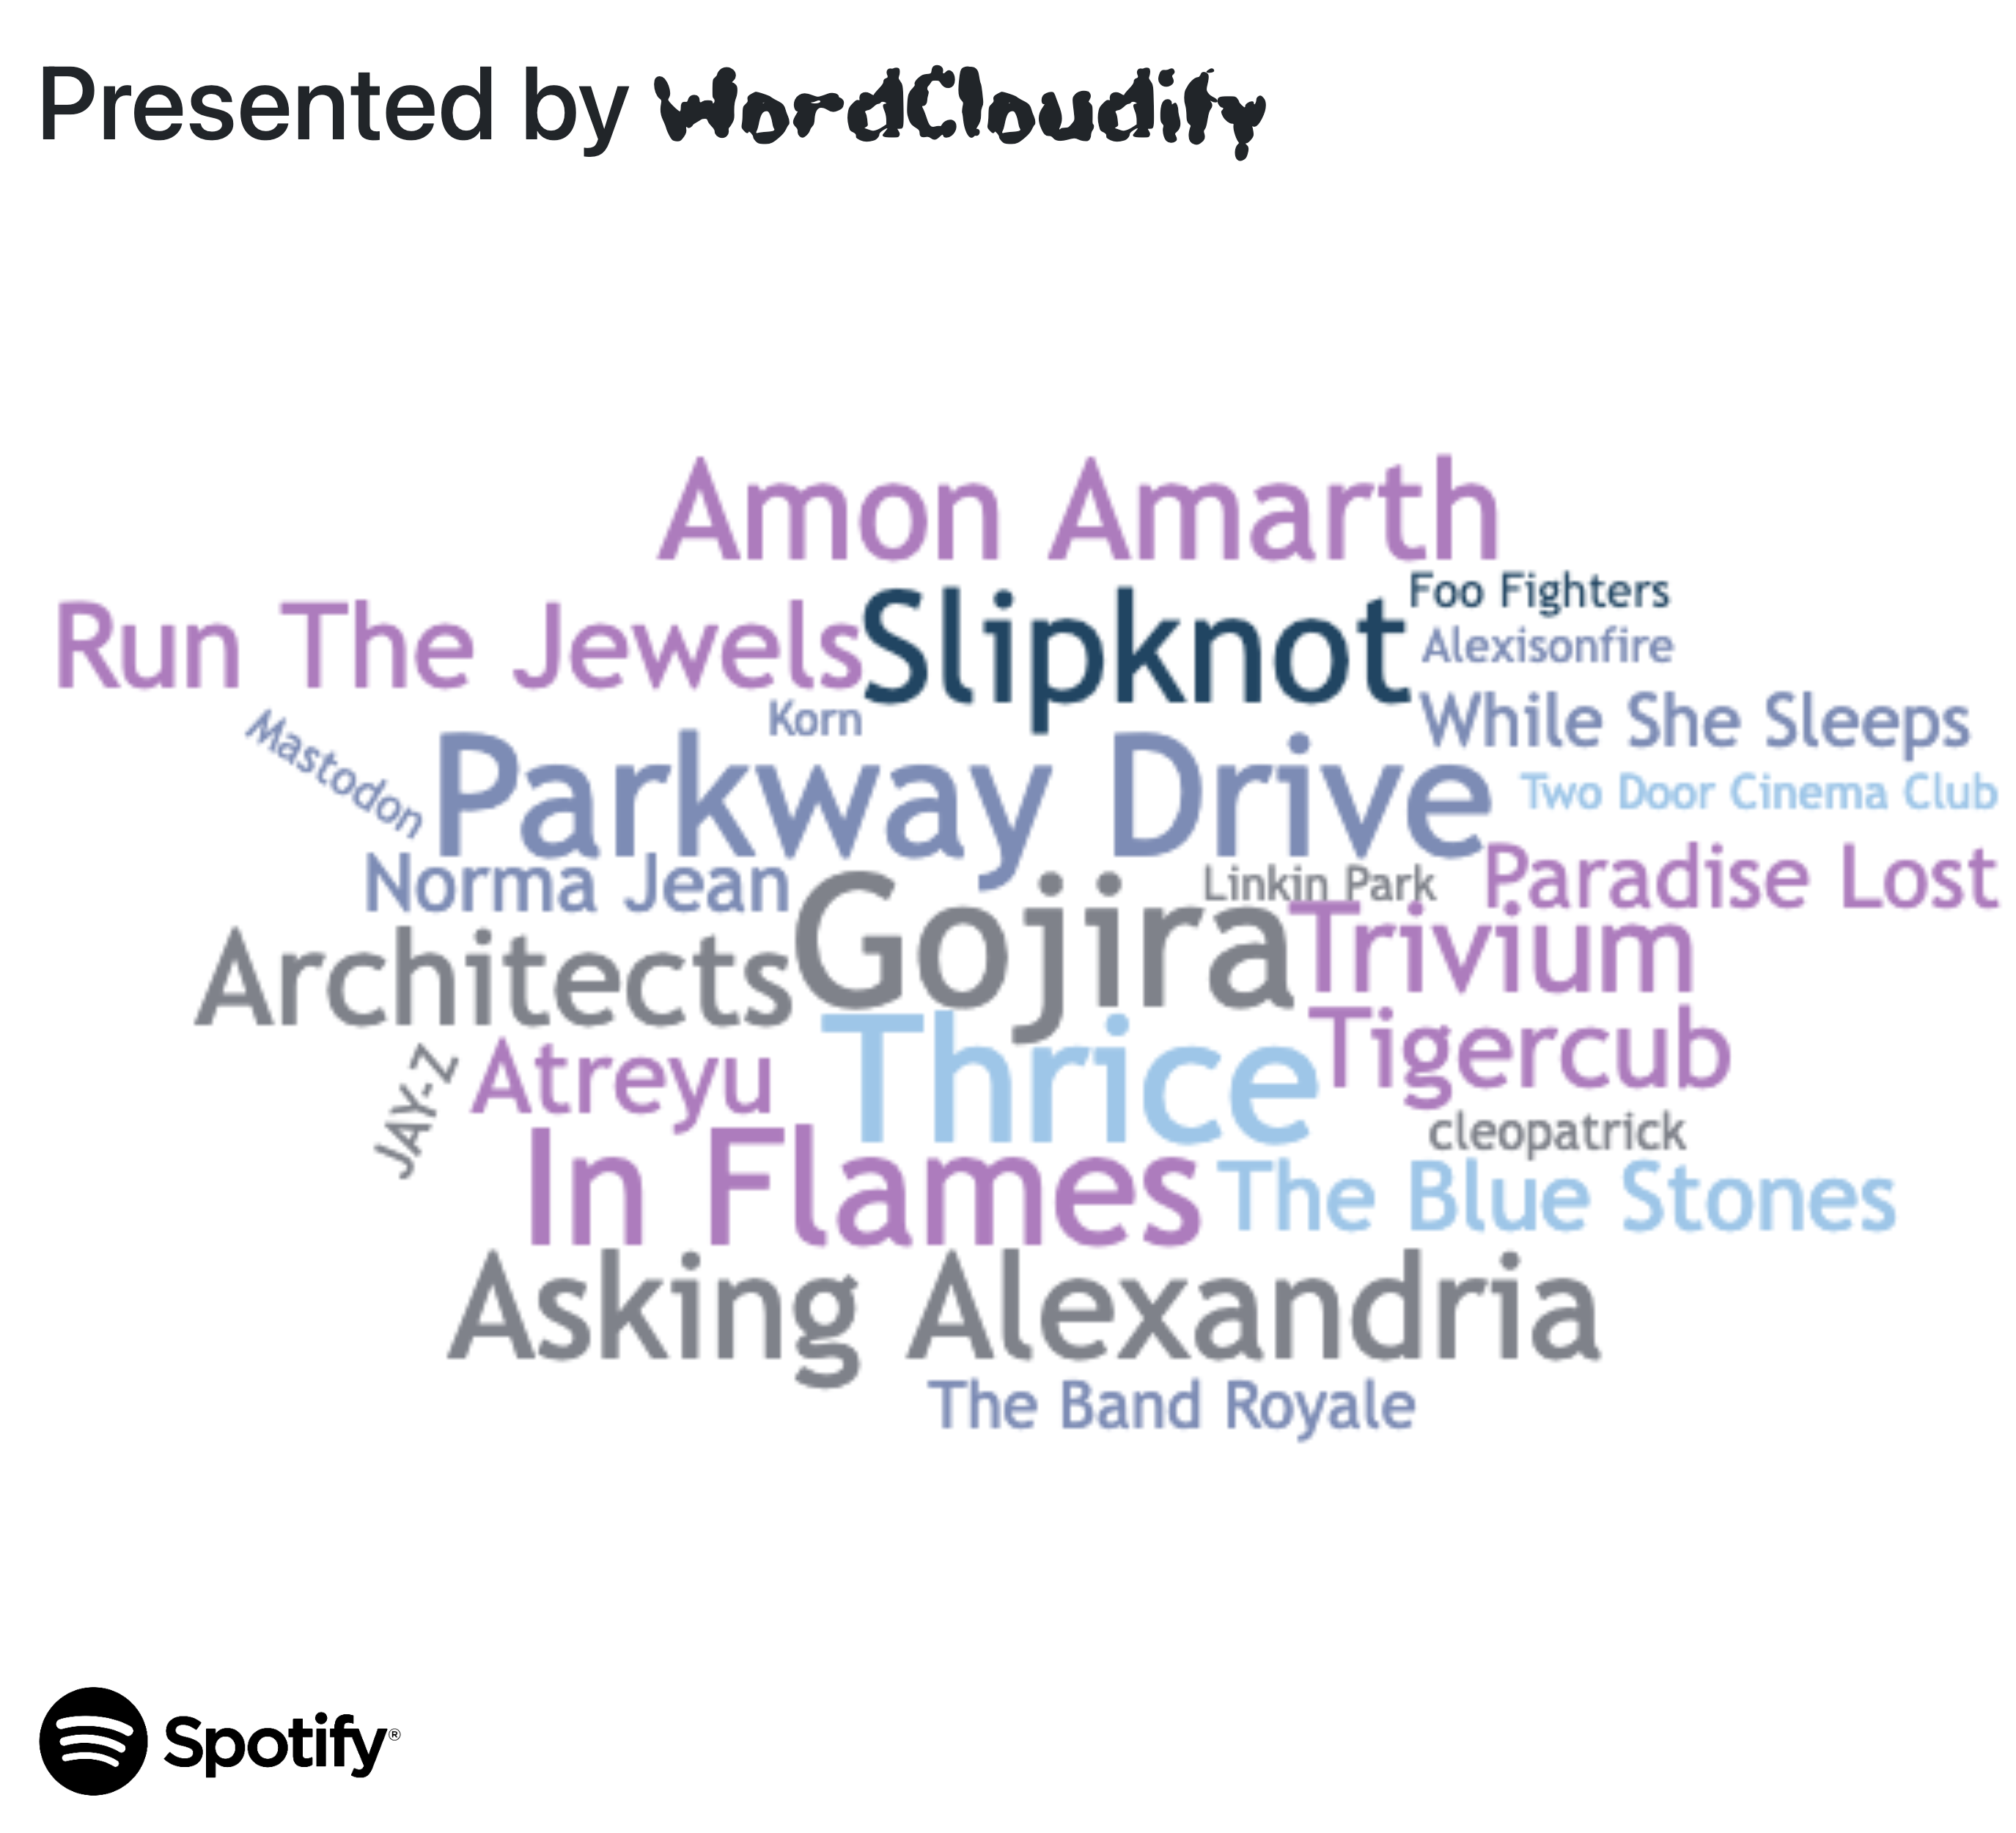 Presented by WordCloudify
Amon Amarth
Foo Fighters
Run The Jewels
Slipknot
Alexisonfire
Korn
While She Sleeps
Mastodon
Parkway Drive
Two Door Cinema Club
Norma Jean
Linkin Park
Paradise Lost
Gojira
Trivium
Architects
Tigercub
JAY-Z
Atreyu
Thrice
cleopatrick
In Flames
The Blue Stones
Asking Alexandria
The Band Royale
Spotify®